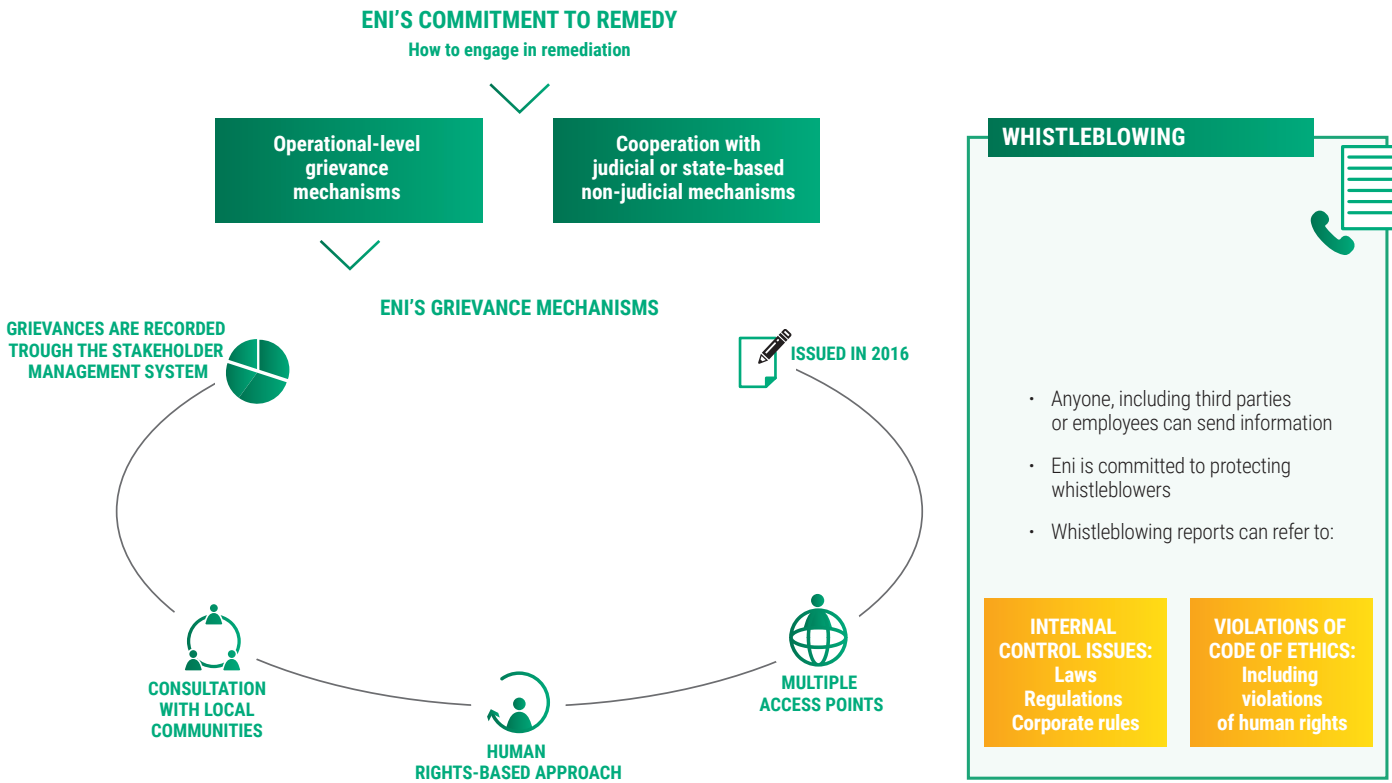 ENI'S COMMITMENT TO REMEDY
How to engage in remediation
Operational-level
grievance
mechanisms
Cooperation with
judicial or state-based
non-judicial mechanisms
ENI'S GRIEVANCE MECHANISMS
GRIEVANCES ARE RECORDED
TROUGH THE STAKEHOLDER
MANAGEMENT SYSTEM
ISSUED IN 2016
CONSULTATION
WITH LOCAL
COMMUNITIES
HUMAN
RIGHTS-BASED APPROACH
MULTIPLE
ACCESS POINTS
WHISTLEBLOWING
· Anyone, including third parties
or employees can send information
· Eni is committed to protecting
whistleblowers
· Whistleblowing reports can refer to:
INTERNAL
CONTROL ISSUES:
Laws
Regulations
Corporate rules
VIOLATIONS OF
CODE OF ETHICS:
Including
violations
of human rights